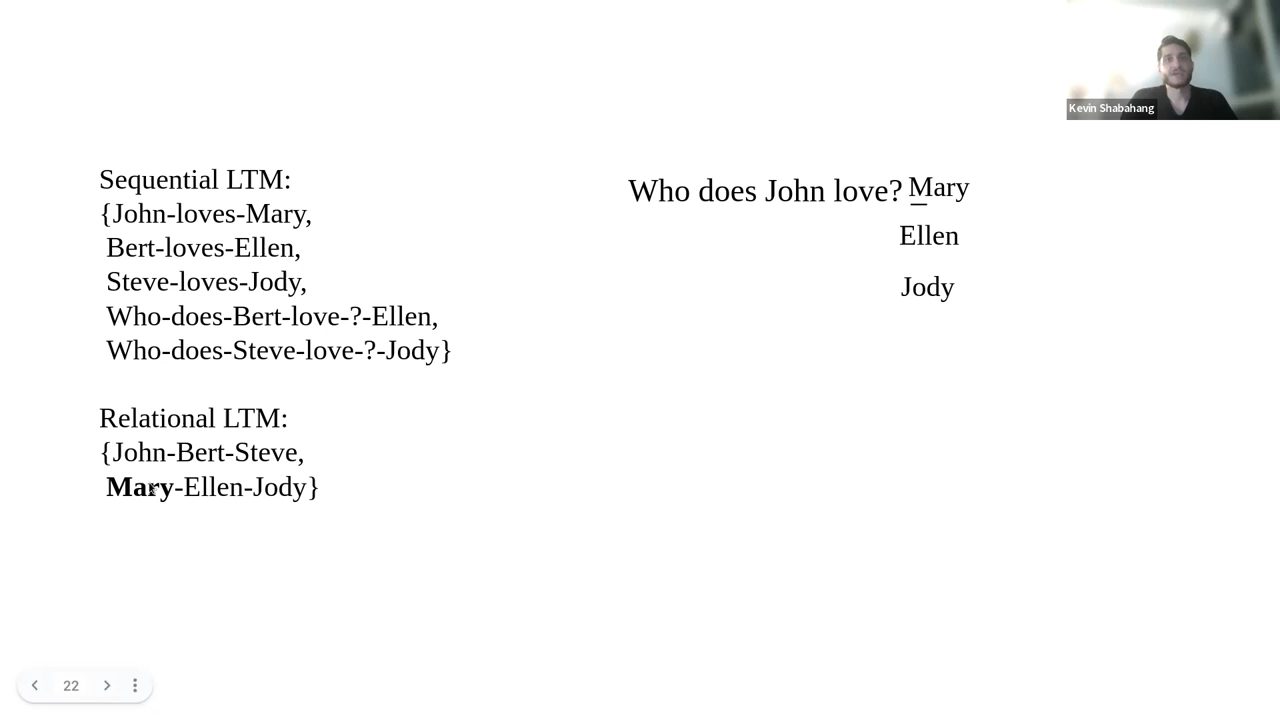 Kevin Shabahang
Sequential LTM:
{John-loves-Mary,
Bert-loves-Ellen,
Steve-loves-Jody,
Who-does-Bert-love-?-Ellen,
Who-does-Steve-love-?-Jody}
Relational LTM:
{John-Bert-Steve,
Mary-Ellen-Jody}
Who does John love? Mary
Ellen
Jody
22